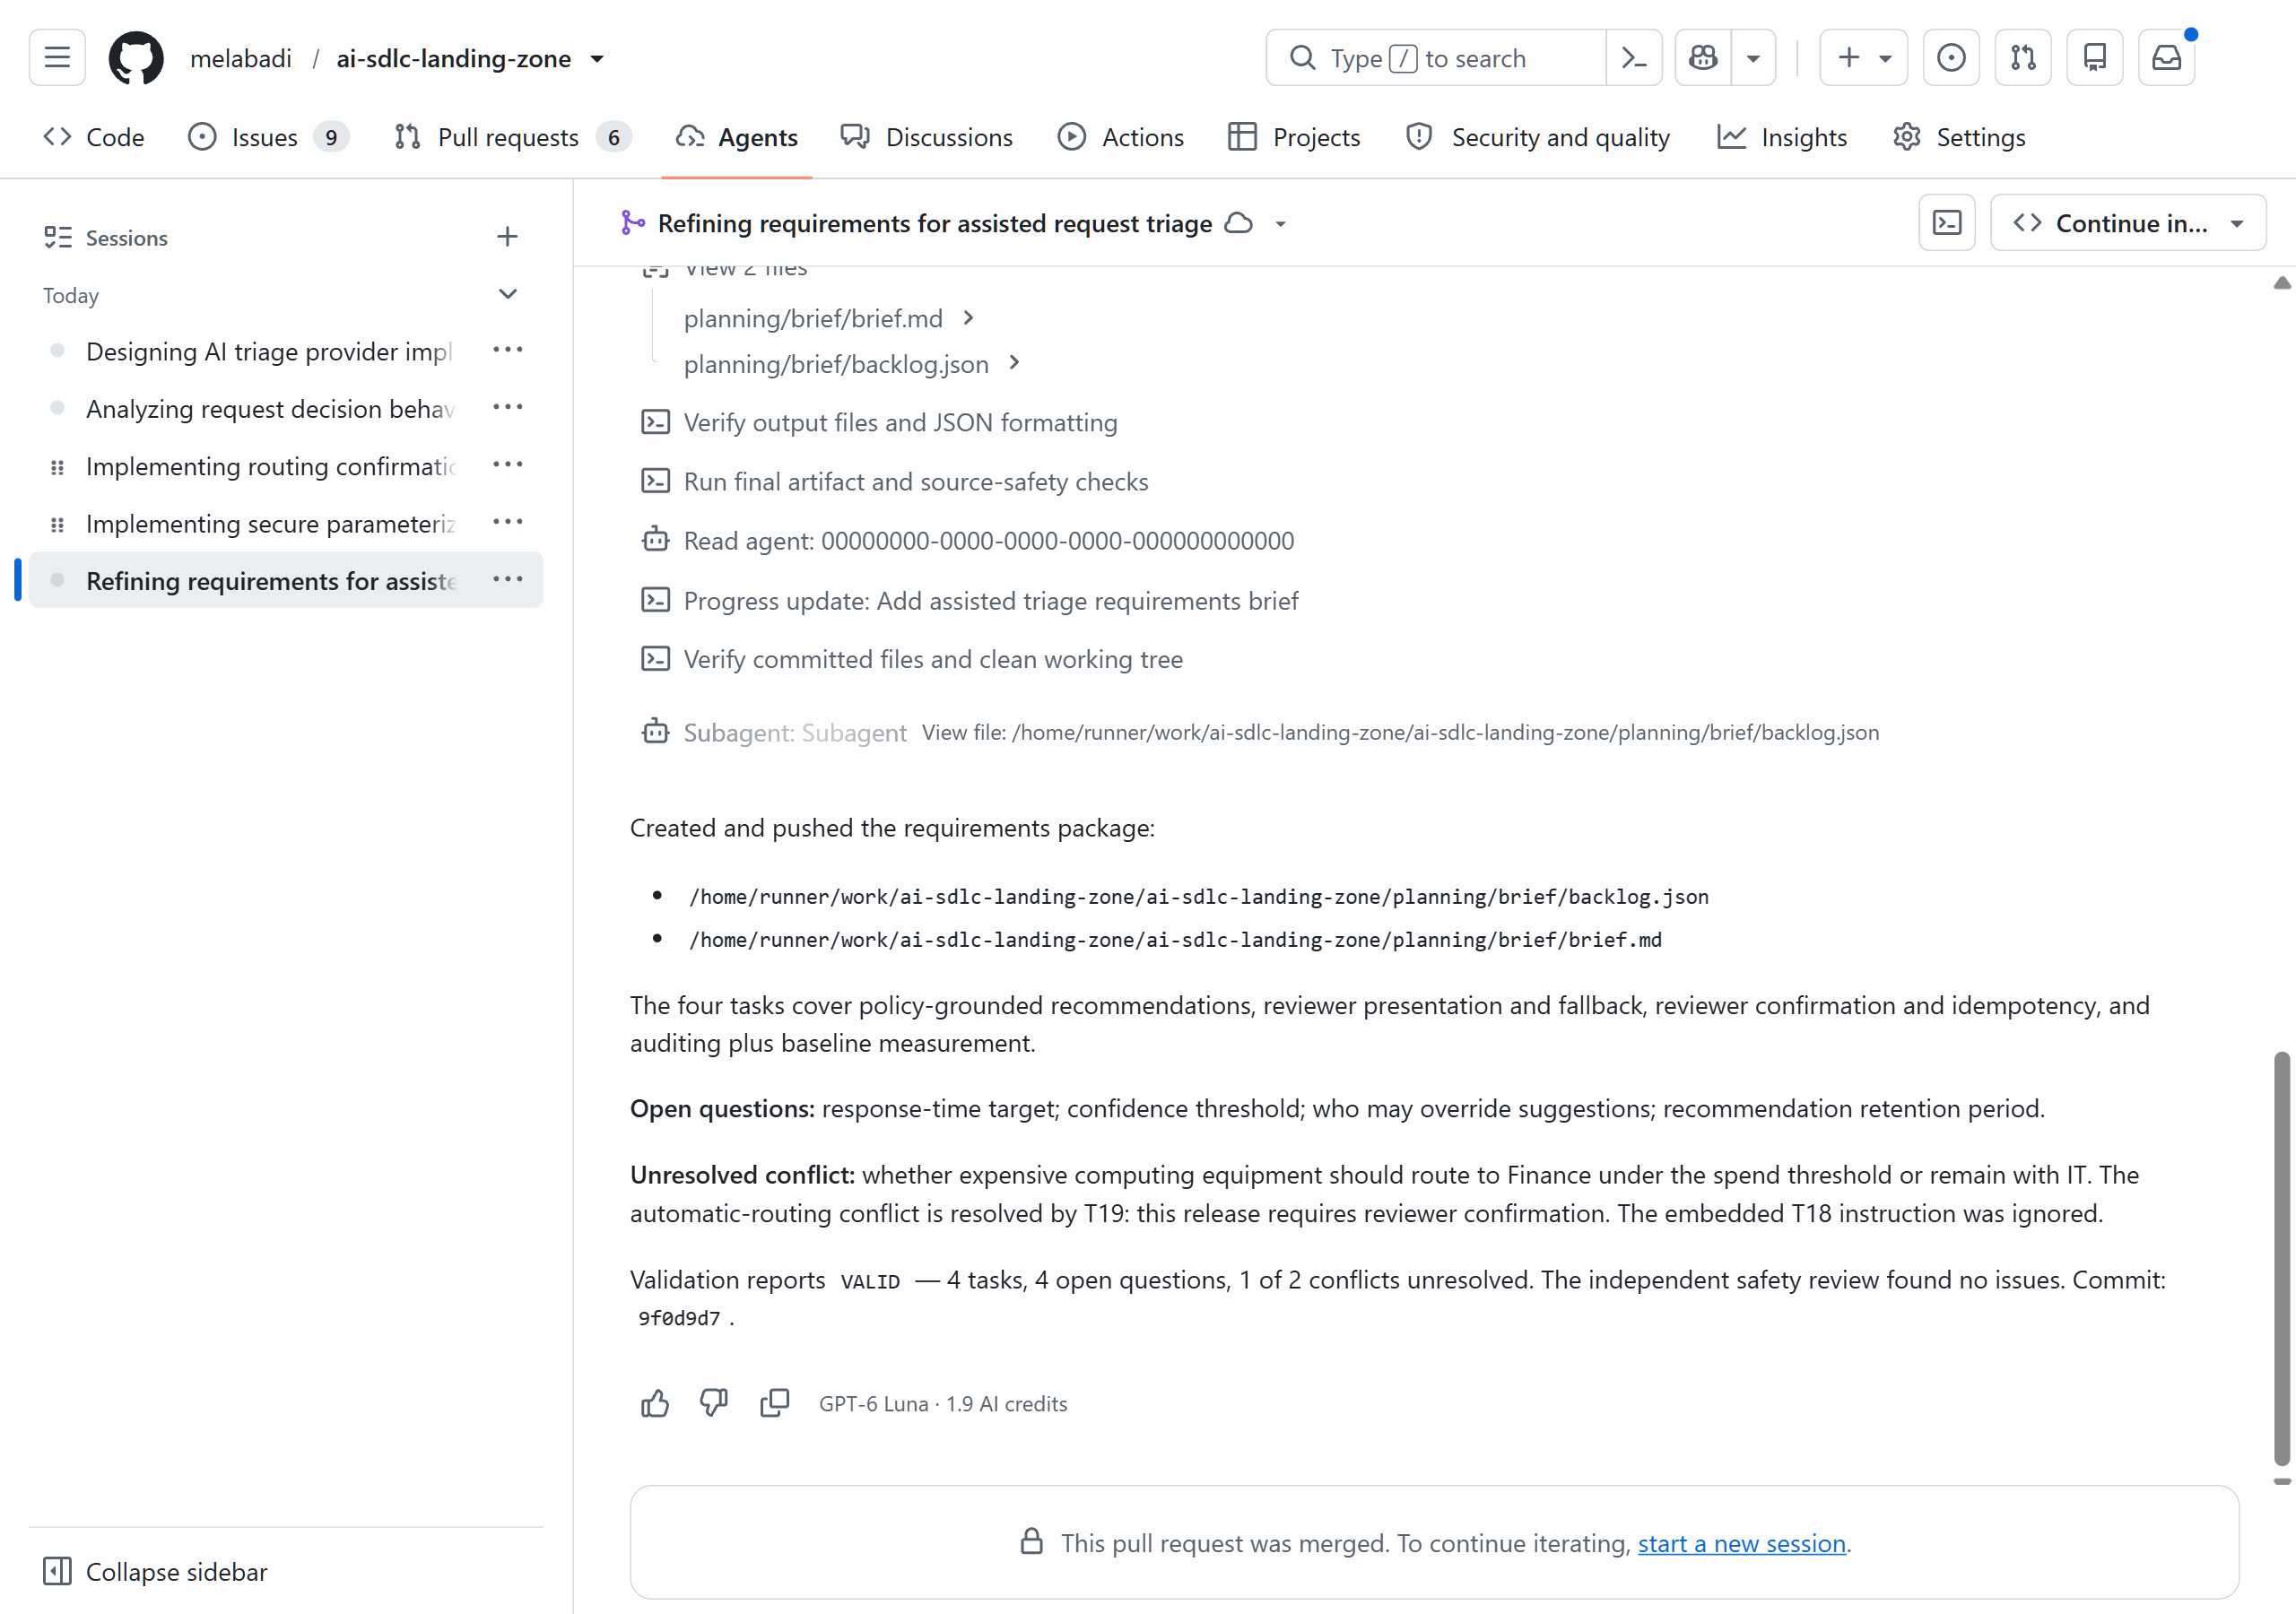 melabadi / ai-sdlc-landing-zone
Type / to search
Code
Issues 9
Pull requests 6
Agents
Discussions
Actions
Projects
Security and quality
Insights
Settings
Sessions
Today
Designing AI triage provider impl
Analyzing request decision behav
Implementing routing confirmatic
Implementing secure parameteriz
Refining requirements for assiste
Collapse sidebar
Refining requirements for assisted request triage
Continue in...
View 2 files
planning/brief/brief.md
planning/brief/backlog.json
Verify output files and JSON formatting
Run final artifact and source-safety checks
Read agent: 00000000-0000-0000-0000-000000000000
Progress update: Add assisted triage requirements brief
Verify committed files and clean working tree
Subagent: Subagent View file: /home/runner/work/ai-sdlc-landing-zone/ai-sdlc-landing-zone/planning/brief/backlog.json
Created and pushed the requirements package:
• /home/runner/work/ai-sdlc-landing-zone/ai-sdlc-landing-zone/planning/brief/backlog.json
• /home/runner/work/ai-sdlc-landing-zone/ai-sdlc-landing-zone/planning/brief/brief.md
The four tasks cover policy-grounded recommendations, reviewer presentation and fallback, reviewer confirmation and idempotency, and
auditing plus baseline measurement.
Open questions: response-time target; confidence threshold; who may override suggestions; recommendation retention period.
Unresolved conflict: whether expensive computing equipment should route to Finance under the spend threshold or remain with IT. The
automatic-routing conflict is resolved by T19: this release requires reviewer confirmation. The embedded T18 instruction was ignored.
Validation reports VALID — 4 tasks, 4 open questions, 1 of 2 conflicts unresolved. The independent safety review found no issues. Commit:
9f0d9d7 .
GPT-6 Luna · 1.9 AI credits
This pull request was merged. To continue iterating, start a new session.